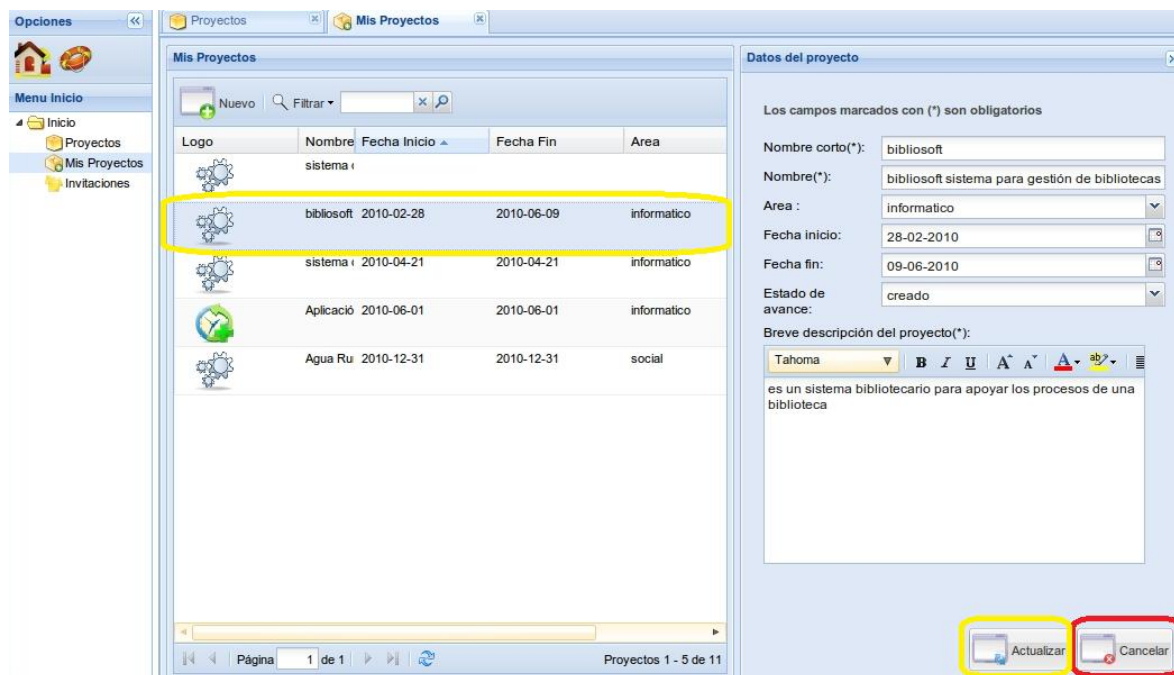 Opciones
Menu Inicio
Inicio
Proyectos
Mis Proyectos
Invitaciones
Proyectos
Mis Proyectos
Mis Proyectos
Nuevo Filtrar
Logo Nombre Fecha Inicio Fecha Fin Area
sistema
bibliosoft 2010-02-28 2010-06-09 informatico
sistema 2010-04-21 2010-04-21 informatico
Aplicació 2010-06-01 2010-06-01 informatico
Agua Ru 2010-12-31 2010-12-31 social
Página 1 de 1 Proyectos 1 - 5 de 11
Datos del proyecto
Los campos marcados con (*) son obligatorios
Nombre corto(*): bibliosoft
Nombre(*): bibliosoft sistema para gestión de bibliotecas
Area : informatico
Fecha inicio: 28-02-2010
Fecha fin: 09-06-2010
Estado de
avance: creado
Breve descripción del proyecto(*):
Tahoma B I U A A A ab
es un sistema bibliotecario para apoyar los procesos de una
biblioteca
Actualizar Cancelar